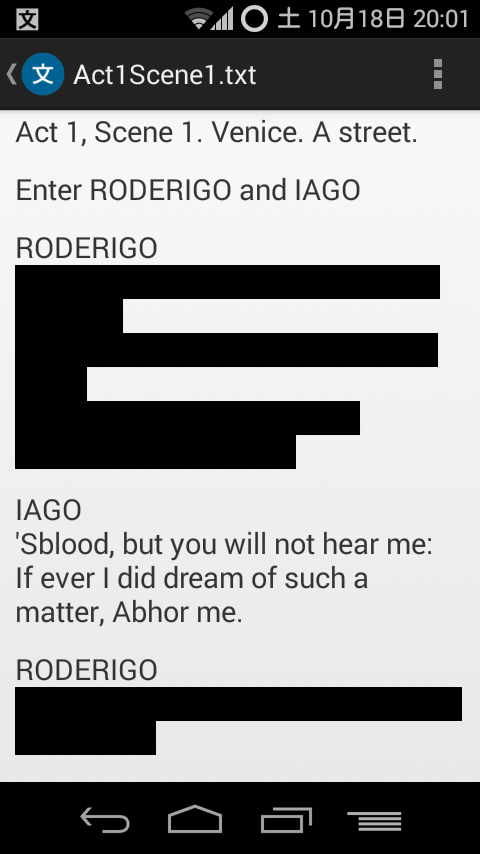 文 土 10月18日 20:01
文 Act1Scene1.txt
Act 1, Scene 1. Venice. A street.
Enter RODERIGO and IAGO
RODERIGO
IAGO
'Sblood, but you will not hear me:
If ever I did dream of such a
matter, Abhor me.
RODERIGO